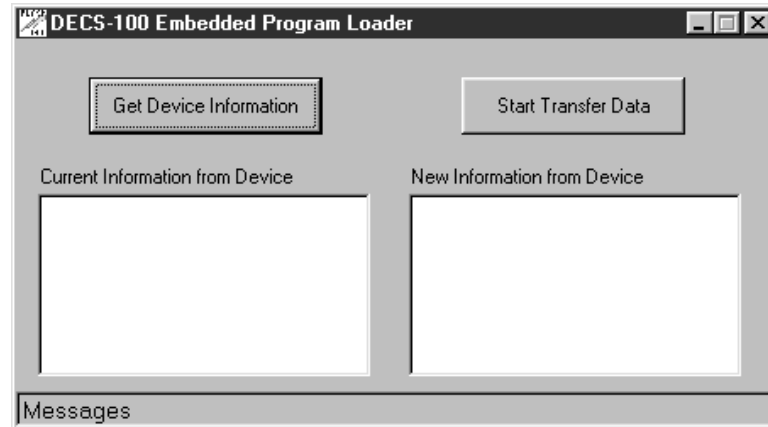 DECS-100 Embedded Program Loader
Get Device Information
Start Transfer Data
Current Information from Device
New Information from Device
Messages